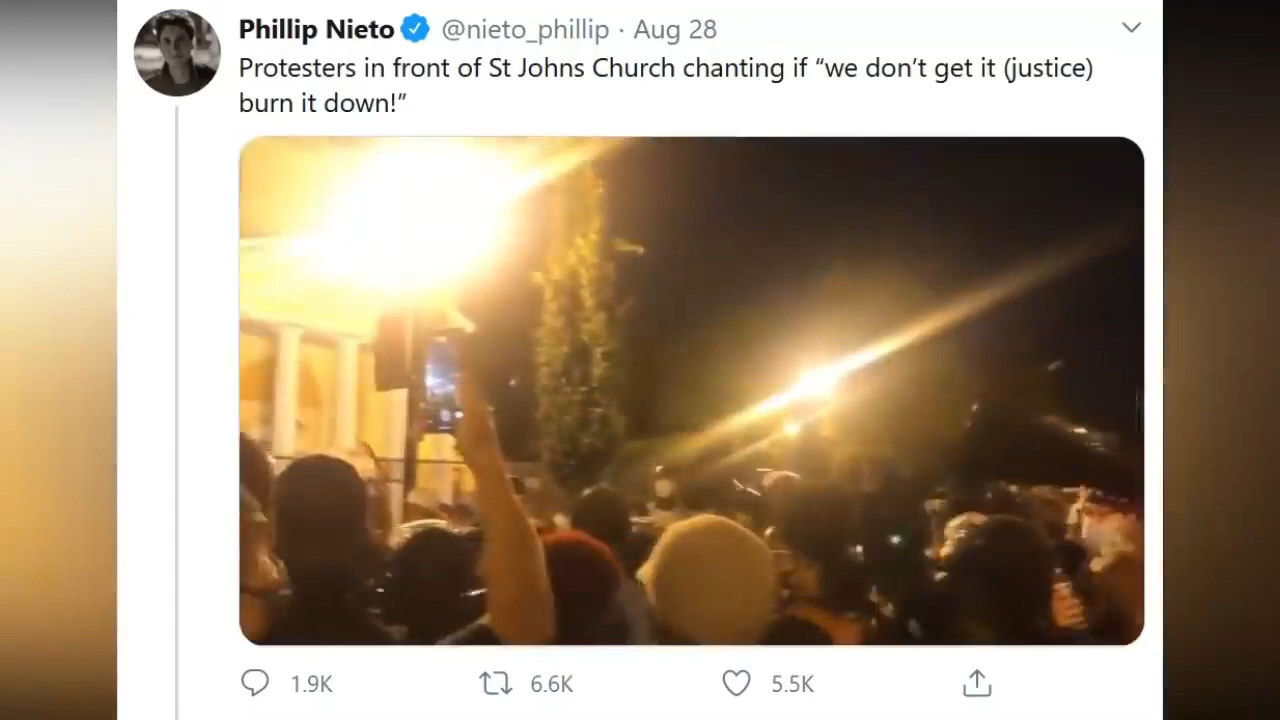 Phillip Nieto @nieto_phillip · Aug 28
Protesters in front of St Johns Church chanting if “we don’t get it (justice)
burn it down!”
1.9K 6.6K 5.5K